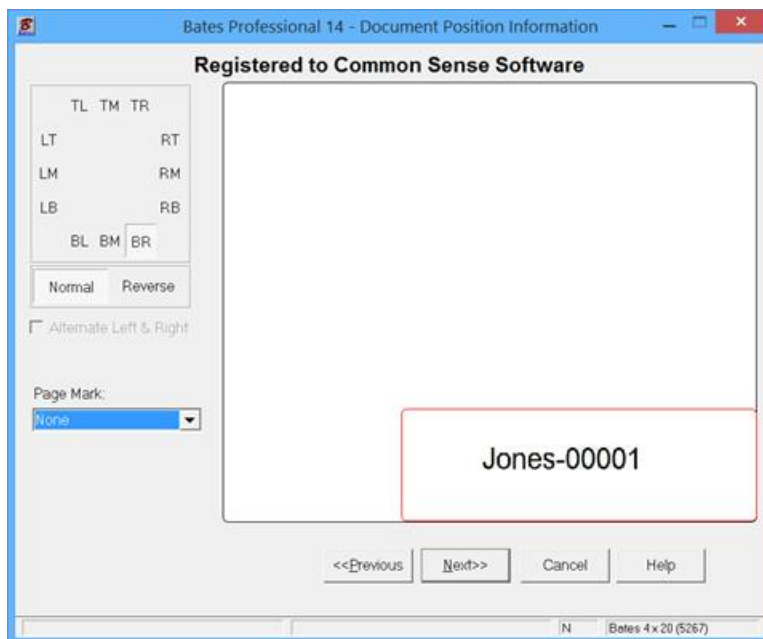 Bates Professional 14 - Document Position Information
Registered to Common Sense Software
TL TM TR
LT RT
LM RM
LB RB
BL BM BR
Normal Reverse
Alternate Left & Right
Page Mark:
None
Jones-00001
<<Previous Next>> Cancel Help
N Bates 4 x 20 (5267)